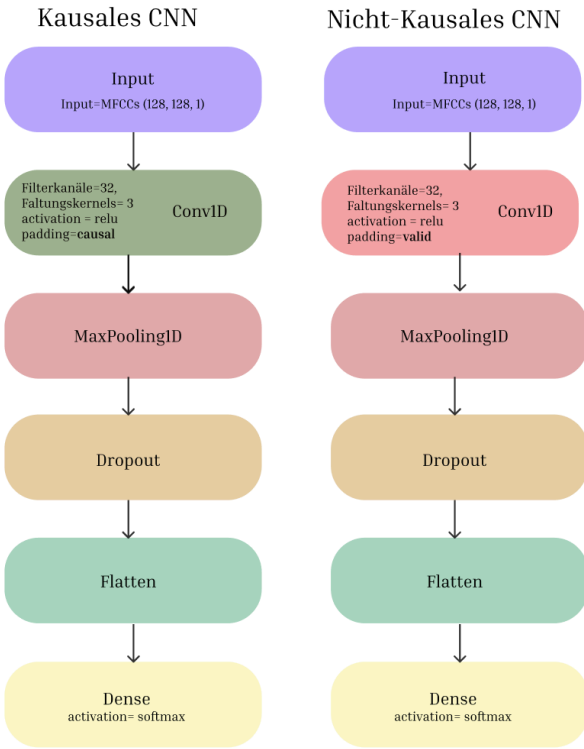 Kausales CNN
Input
Input=MFCCs (128, 128, 1)
Filterkanäle=32,
Faltungskernels= 3
activation = relu
padding=causal
Conv1D
MaxPooling1D
Dropout
Flatten
Dense
activation= softmax
Nicht-Kausales CNN
Input
Input=MFCCs (128, 128, 1)
Filterkanäle=32,
Faltungskernels= 3
activation = relu
padding=valid
Conv1D
MaxPooling1D
Dropout
Flatten
Dense
activation= softmax